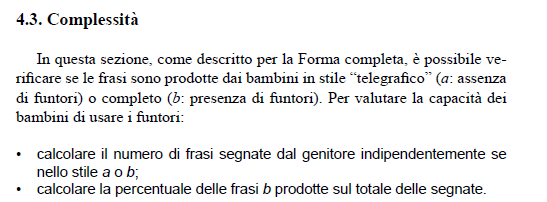 4.3. Complessità
In questa sezione, come descritto per la Forma completa, è possibile ve-
rificare se le frasi sono prodotte dai bambini in stile “telegrafico” (a: assenza
di funtori) o completo (b: presenza di funtori). Per valutare la capacità dei
bambini di usare i funtori:
• calcolare il numero di frasi segnate dal genitore indipendentemente se
nello stile a o b;
• calcolare la percentuale delle frasi b prodotte sul totale delle segnate.